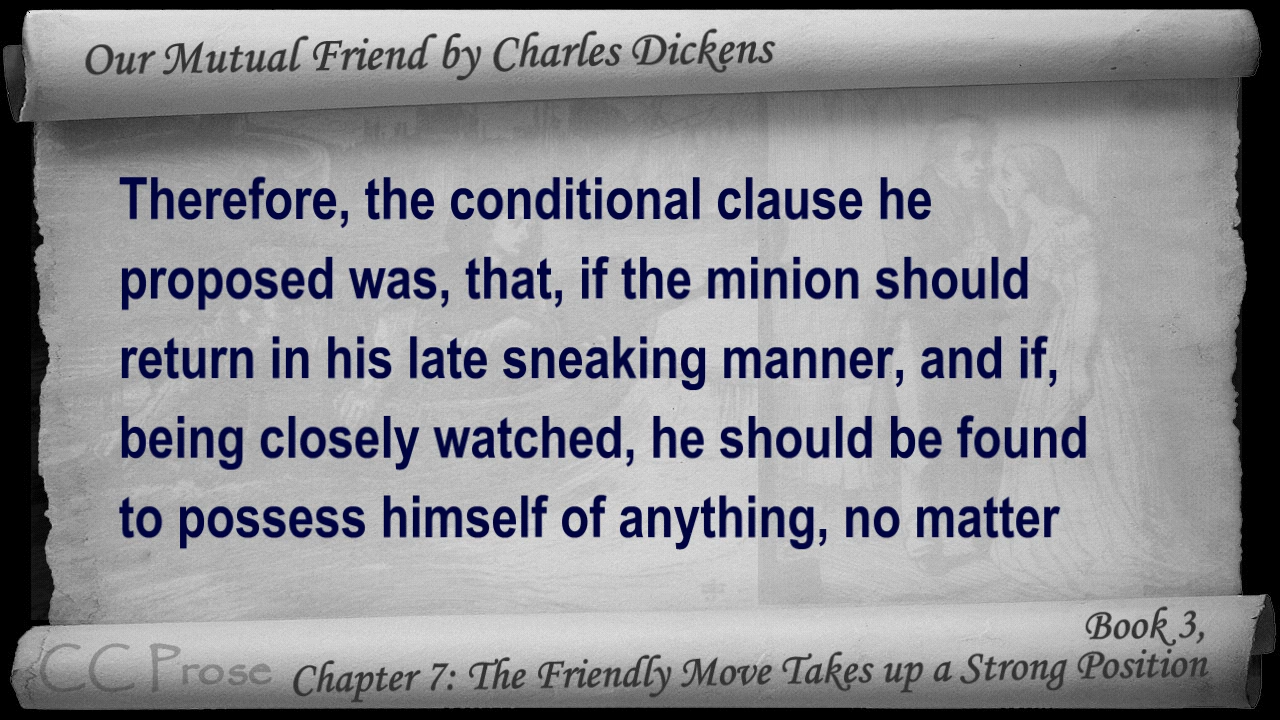 Our Mutual Friend by Charles Dickens
Therefore, the conditional clause he
proposed was, that, if the minion should
return in his late sneaking manner, and if,
being closely watched, he should be found
to possess himself of anything, no matter
Book 3,
CC Prose
Chapter 7: The Friendly Move Takes up a Strong Position